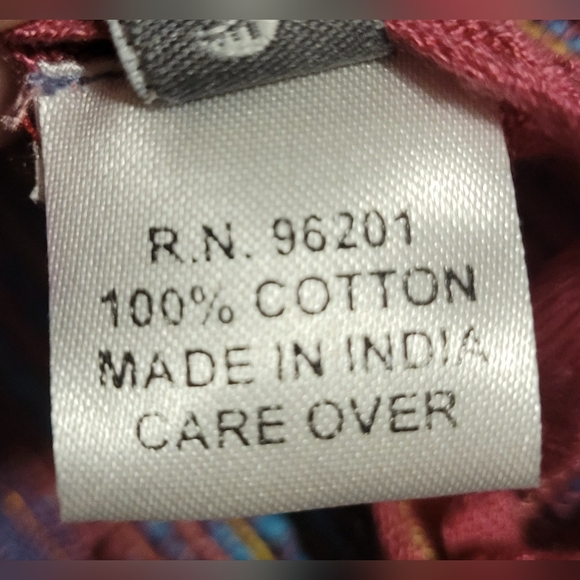 R.N. 96201
100% COTTON
MADE IN INDIA
CARE OVER